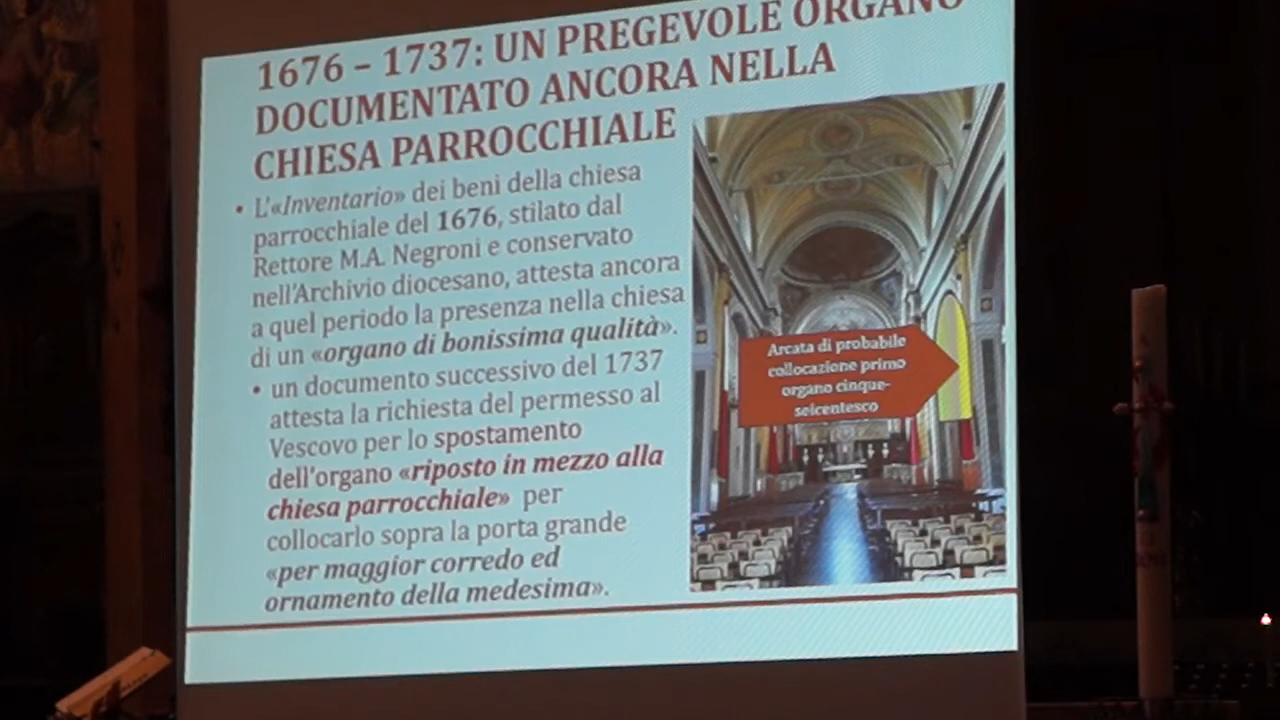 1676 – 1737: UN PREGEVOLE ORGANO
DOCUMENTATO ANCORA NELLA
CHIESA PARROCCHIALE
• L'«Inventario» dei beni della chiesa
parrocchiale del 1676, stilato dal
Rettore M.A. Negroni e conservato
nell'Archivio diocesano, attesta ancora
a quel periodo la presenza nella chiesa
di un «organo di bonissima qualità».
• un documento successivo del 1737
attesta la richiesta del permesso al
Vescovo per lo spostamento
dell'organo «riposto in mezzo alla
chiesa parrocchiale» per
collocarlo sopra la porta grande
«per maggior corredo ed
ornamento della medesima».
Arcata di probabile
collocazione primo
organo cinque-
seicentesco